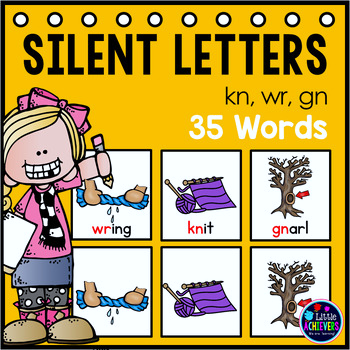 SILENT LETTERS
kn, wr, gn
35 Words
wring
knit
gnarl
Little
ACHIEVERS